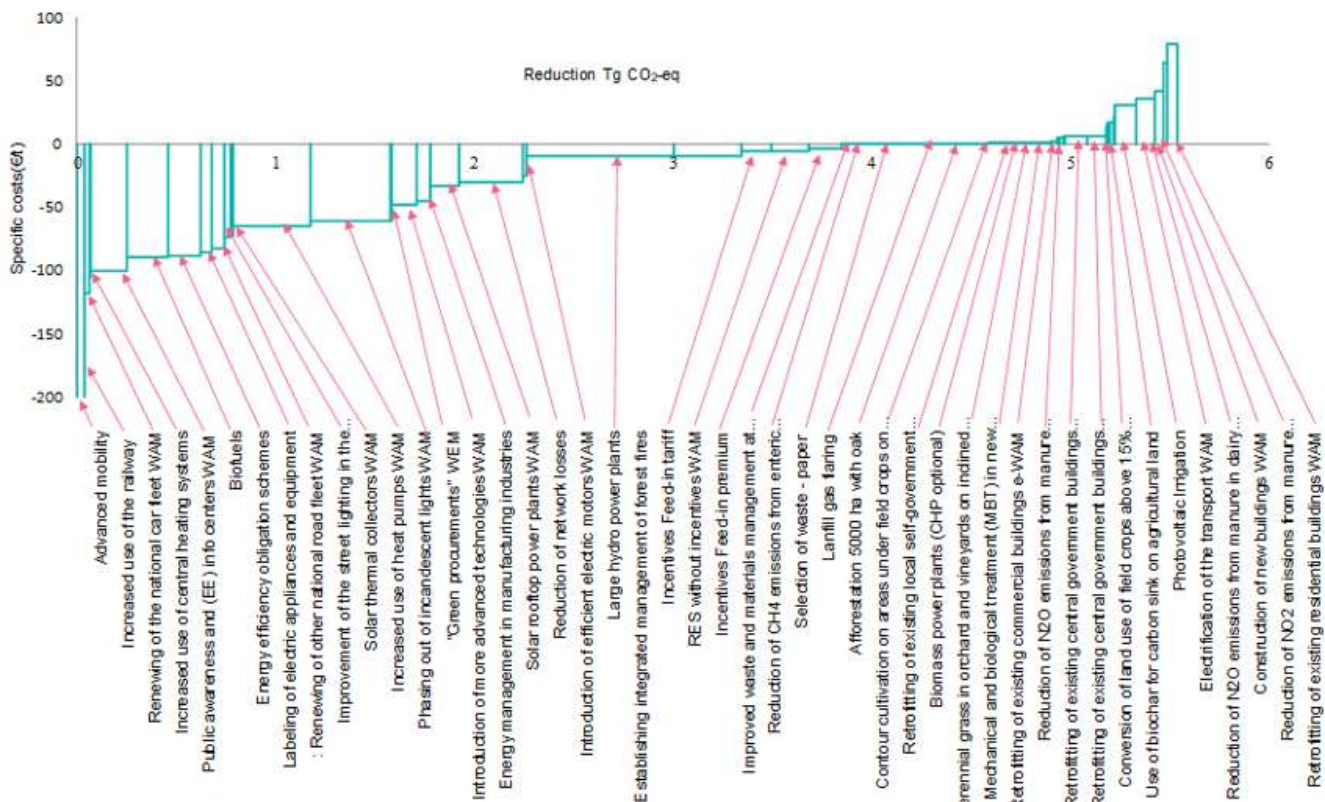 100
50
0
-50
-100
-150
-200
Specific costs(€/t)
Reduction Tg CO2-eq
0
1
2
3
4
5
6
Advanced mobility
Increased use of the railway
Renewing of the national car fleet WAM
Increased use of central heating systems
Public awareness and (EE) info centers WAM
Biofuels
Energy efficiency obligation schemes
Labeling of electric appliances and equipment
: Renewing of other national road fleet WAM
Improvement of the street lighting in the...
Solar thermal collectors WAM
Increased use of heat pumps WAM
Phasing out of incandescent lights WAM
"Green procurements" WEM
Introduction of more advanced technologies WAM
Energy management in manufacturing industries
Solar rooftop power plants WAM
Reduction of network losses
Introduction of efficient electric motors WAM
Large hydro power plants
Establishing integrated management of forest fires
Incentives Feed-in tariff
RES without incentives WAM
Incentives Feed-in premium
Improved waste and materials management at...
Reduction of CH4 emissions from enteric...
Selection of waste - paper
Landfill gas flaring
Afforestation 5000 ha with oak
Contour cultivation on areas under field crops on...
Retrofitting of existing local self-government...
Biomass power plants (CHP optional)
erennial grass in orchard and vineyards on inclined...
Mechanical and biological treatment (MBT) in new...
Retrofitting of existing commercial buildings e-WAM
Reduction of N2O emissions from manure...
Retrofitting of existing central government buildings...
Retrofitting of existing central government buildings...
Conversion of land use of field crops above 15%...
Use of biochar for carbon sink on agricultural land
Photovoltaic Irrigation
Electrification of the transport WAM
Reduction of N2O emissions from manure in dairy...
Construction of new buildings WAM
Reduction of NO2 emissions from manure...
Retrofitting of existing residential buildings WAM